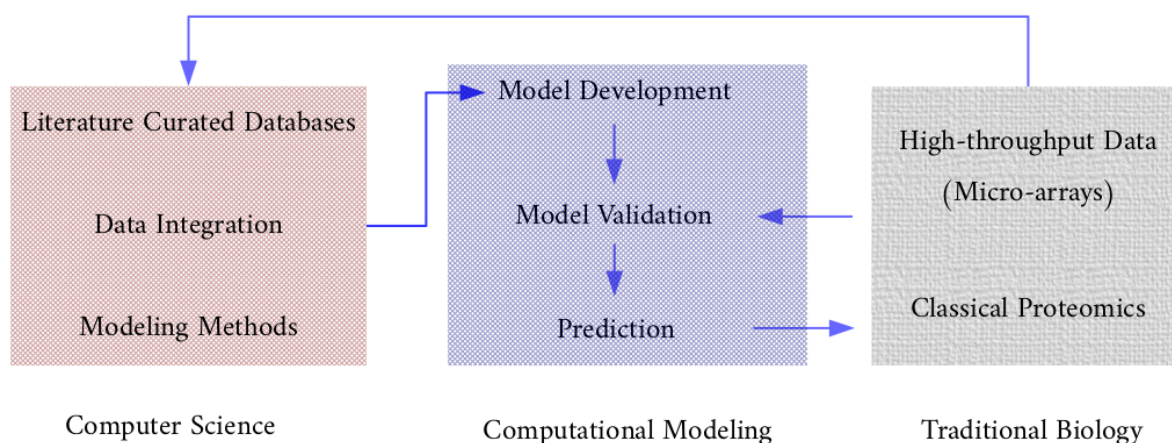 Literature Curated Databases
Data Integration
Modeling Methods
Computer Science
Model Development
Model Validation
Prediction
Computational Modeling
High-throughput Data
(Micro-arrays)
Classical Proteomics
Traditional Biology